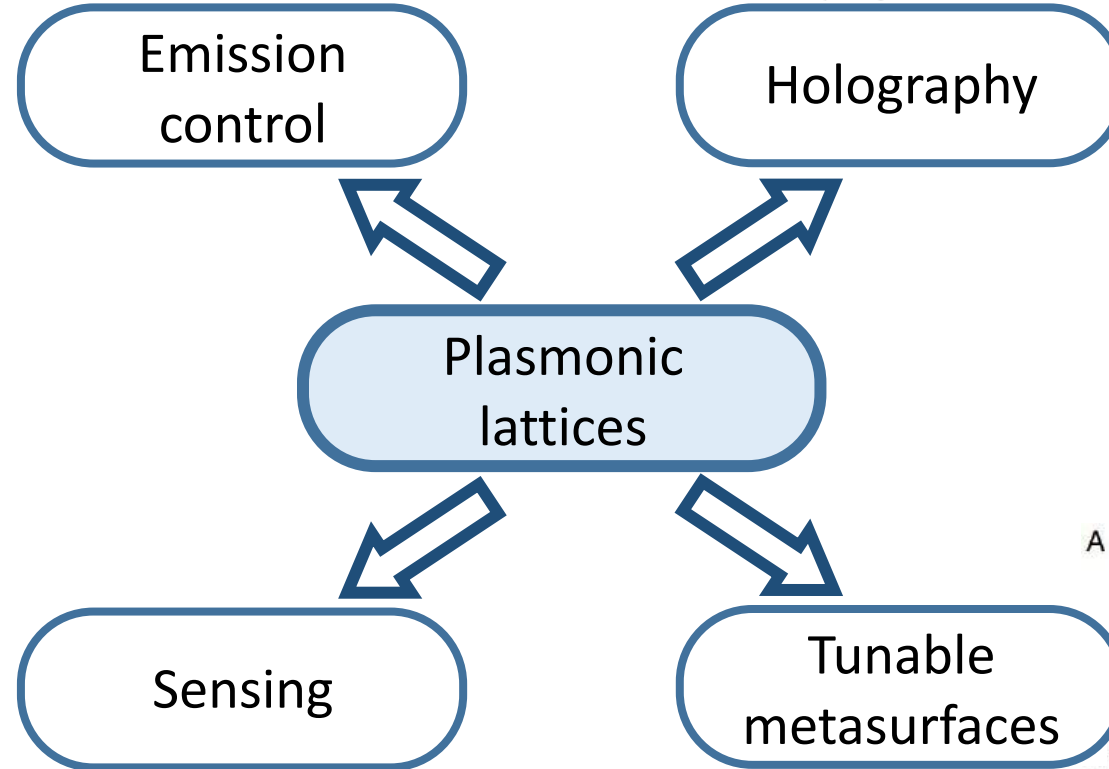 Emission
control
Holography
Plasmonic
lattices
A
Sensing
Tunable
metasurfaces